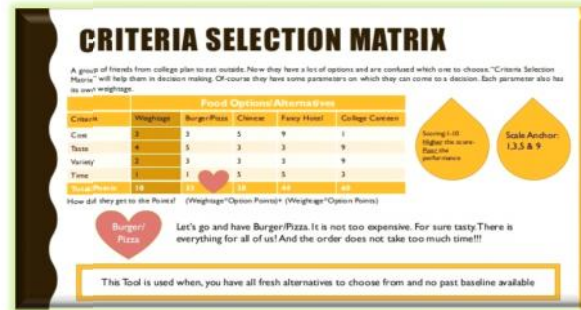 CRITERIA SELECTION MATRIX
A group of friends from college plan to eat outside. Now they have a lot of options and are confused which one to choose. "Criteria Selection
Matrix" will help them in decision making. Of-course they have some parameters on which they can come to a decision. Each parameter also has
its own weightage.
Food Options/Alternatives
Criteria Weightage Burger/Pizza Chinese Fancy Hotel College Canteen
Cost 3 3 5 9 1
Taste 4 5 3 3 9
Variety 2 3 3 3 9
Time 1 1 5 5 3
Total Points 10
How did they get to the Points? (Weightage*Option Points)+ (Weightage*Option Points)
Scoring 1-10
Higher the score-
the
performance
Scale Anchor:
1,3,5 & 9
Burger/
Pizza
Let's go and have Burger/Pizza. It is not too expensive. For sure tasty. There is
everything for all of us! And the order does not take too much time!!!
This Tool is used when, you have all fresh alternatives to choose from and no past baseline available